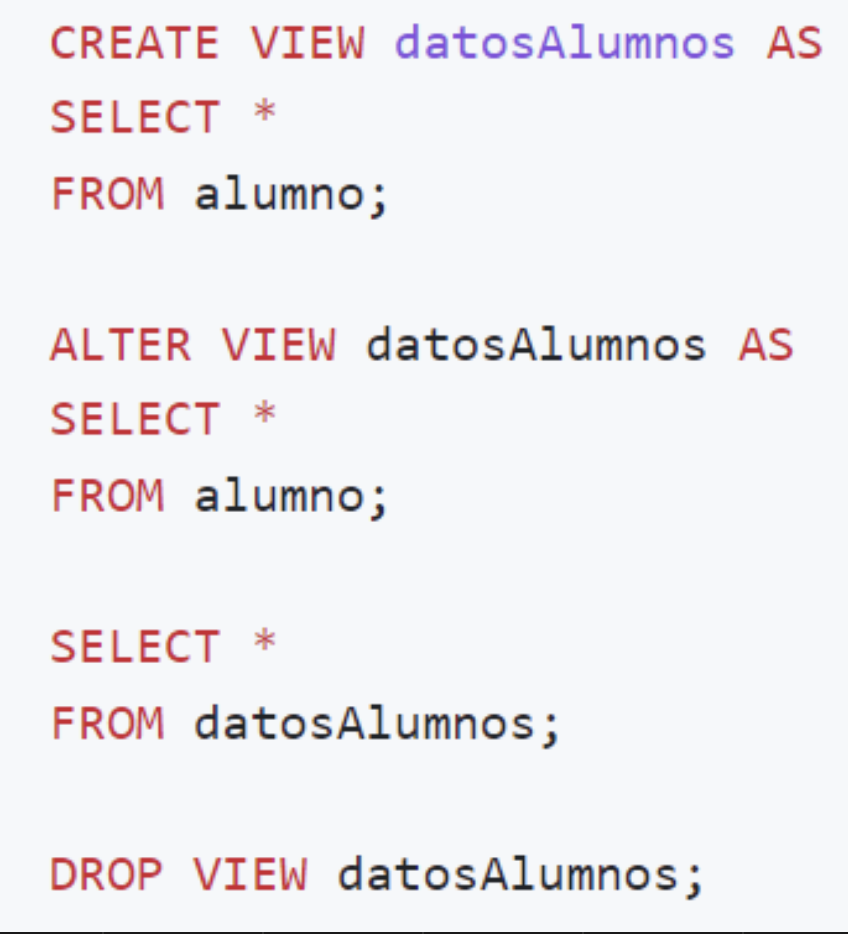 CREATE VIEW datosAlumnos AS
SELECT *
FROM alumno;
ALTER VIEW datosAlumnos AS
SELECT *
FROM alumno;
SELECT *
FROM datosAlumnos;
DROP VIEW datosAlumnos;